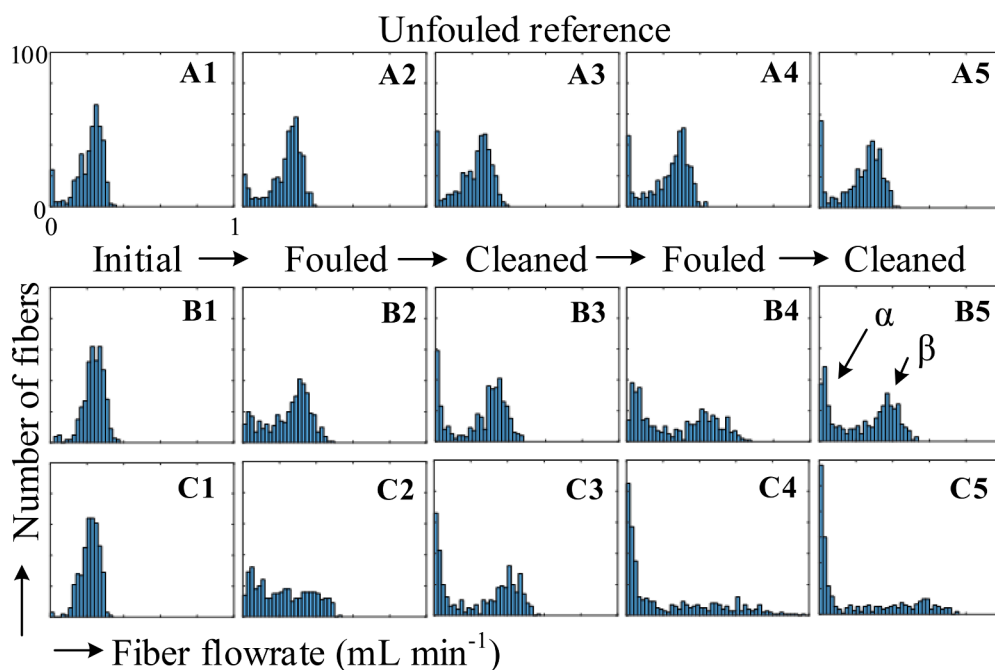 Unfouled reference
100
A1 A2 A3 A4 A5
0
0 1
Initial → Fouled → Cleaned → Fouled → Cleaned
Number of fibers
B1 B2 B3 B4 B5
α
β
C1 C2 C3 C4 C5
Fiber flowrate (mL min⁻¹)